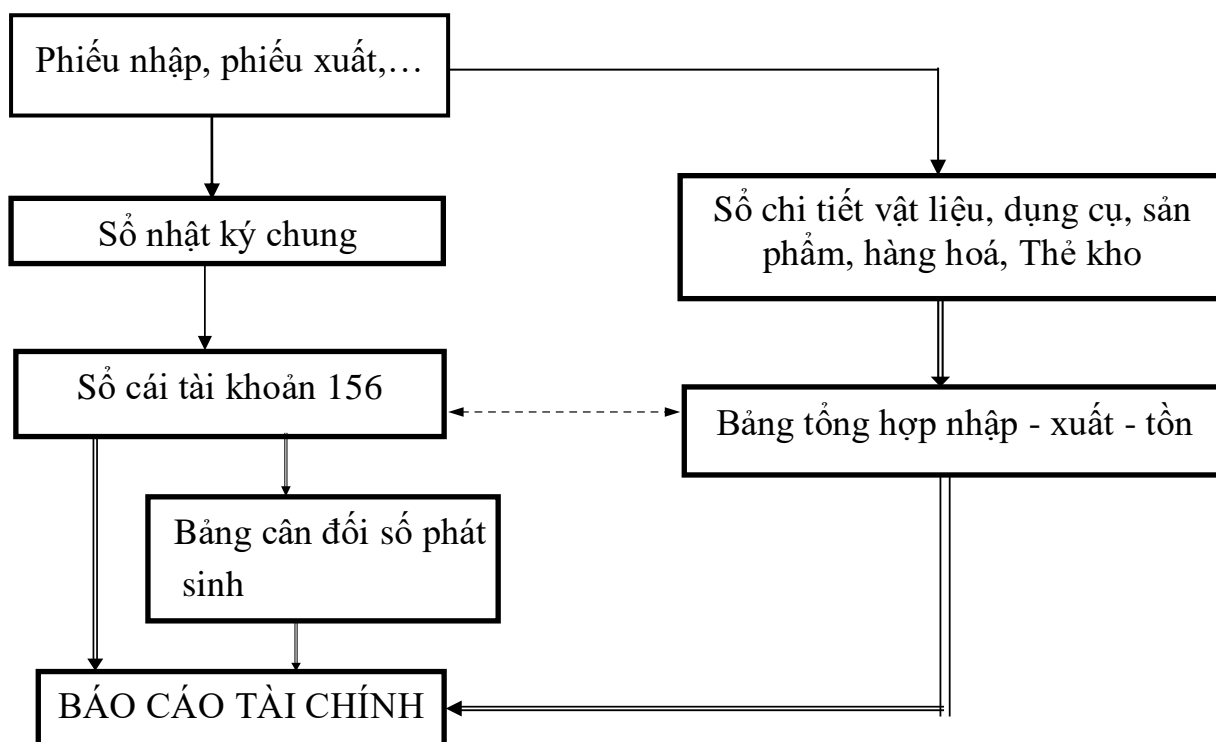 Phiếu nhập, phiếu xuất,…
Sổ nhật ký chung
Sổ chi tiết vật liệu, dụng cụ, sản
phẩm, hàng hoá, Thẻ kho
Sổ cái tài khoản 156
Bảng tổng hợp nhập - xuất - tồn
Bảng cân đối số phát
sinh
BÁO CÁO TÀI CHÍNH